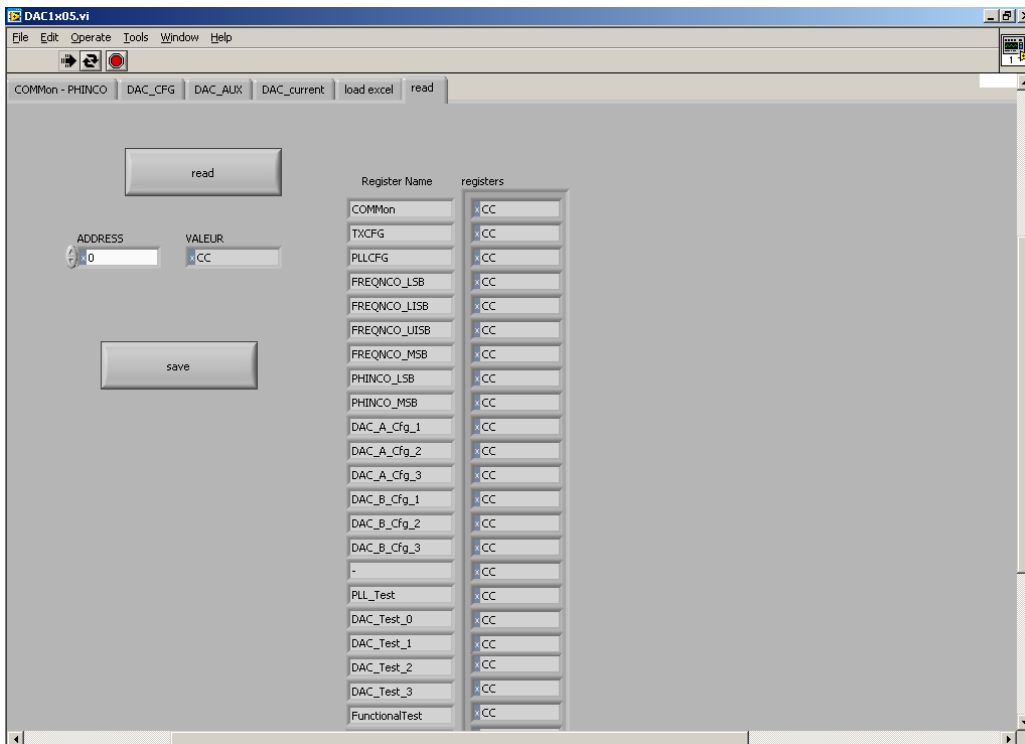 DAC1x05.vi
File Edit Operate Tools Window Help
1
COMMon - PHINCO DAC_CFG DAC_AUX DAC_current load excel read
read
Register Name registers
COMMon x CC
TXCFG x CC
ADDRESS VALEUR
x 0 x CC
PLLCFG x CC
FREQNCO_LSB x CC
FREQNCO_LISB x CC
FREQNCO_UISB x CC
FREQNCO_MSB x CC
save
PHINCO_LSB x CC
PHINCO_MSB x CC
DAC_A_Cfg_1 x CC
DAC_A_Cfg_2 x CC
DAC_A_Cfg_3 x CC
DAC_B_Cfg_1 x CC
DAC_B_Cfg_2 x CC
DAC_B_Cfg_3 x CC
- x CC
PLL_Test x CC
DAC_Test_0 x CC
DAC_Test_1 x CC
DAC_Test_2 x CC
DAC_Test_3 x CC
FunctionalTest x CC